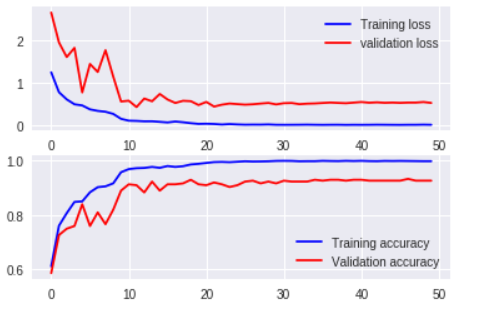 Training loss
validation loss
2
1
0
0 10 20 30 40 50
1.0
0.8
0.6
Training accuracy
Validation accuracy
0 10 20 30 40 50